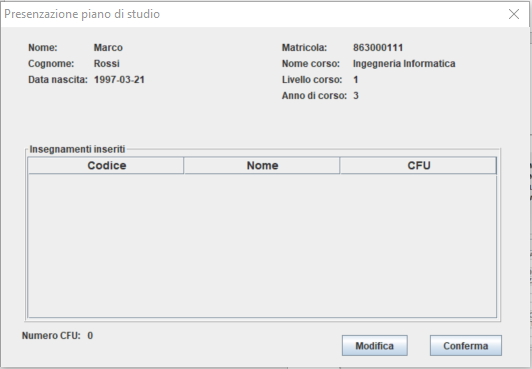 Presenzazione piano di studio
Nome: Marco
Cognome: Rossi
Data nascita: 1997-03-21
Matricola: 863000111
Nome corso: Ingegneria Informatica
Livello corso: 1
Anno di corso: 3
Insegnamenti inseriti
Codice Nome CFU
Numero CFU: 0
Modifica Conferma